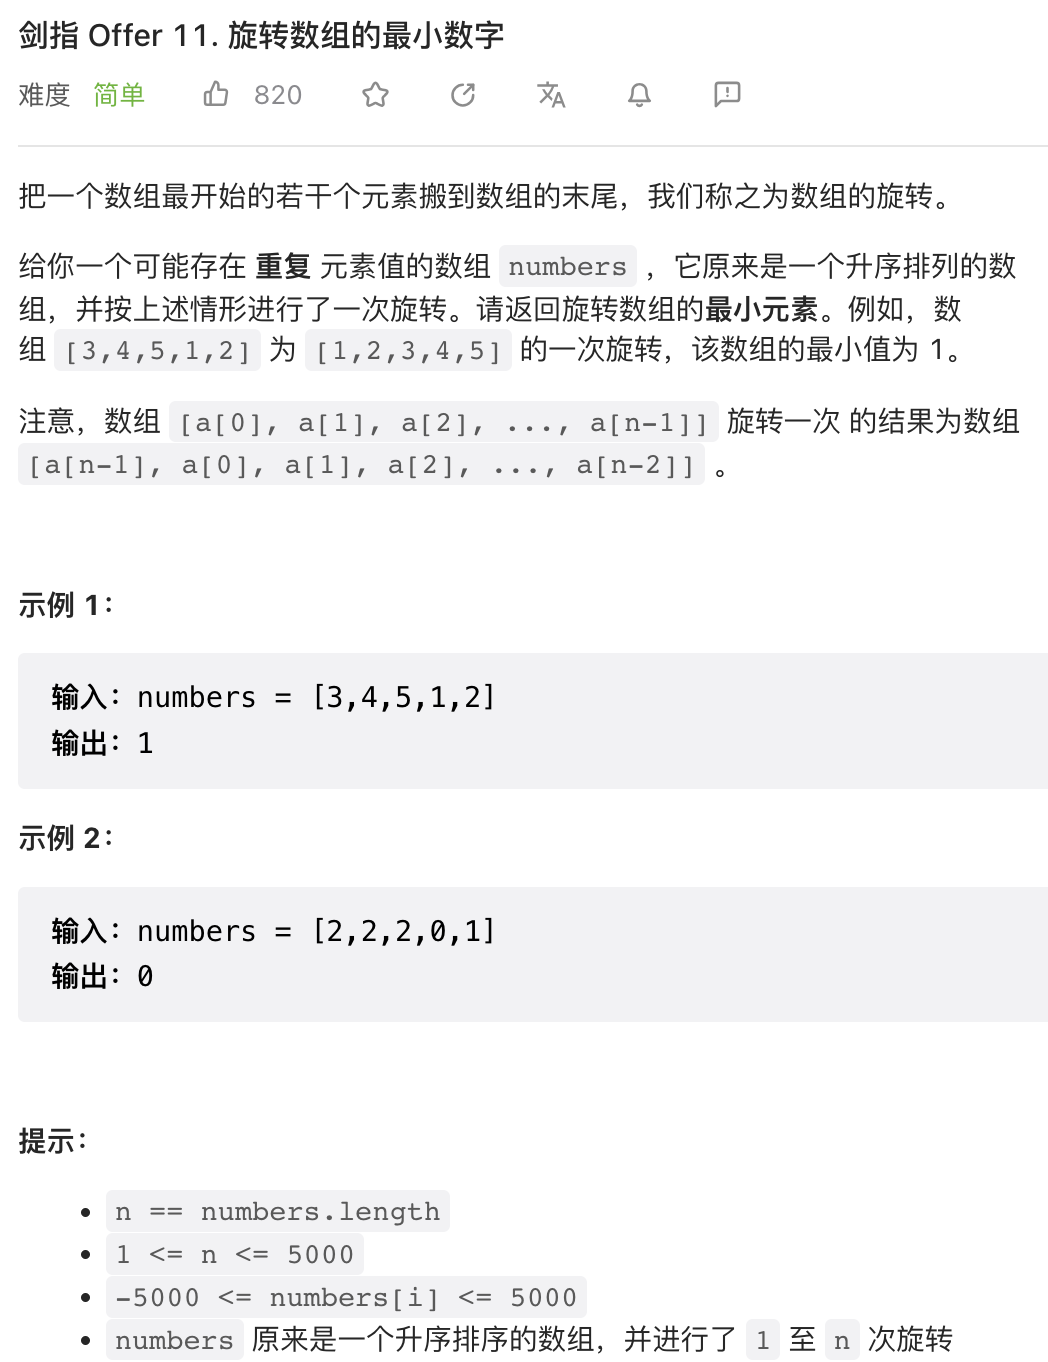 剑指 Offer 11. 旋转数组的最小数字
难度 简单 820
把一个数组最开始的若干个元素搬到数组的末尾，我们称之为数组的旋转。
给你一个可能存在 重复 元素值的数组 numbers ，它原来是一个升序排列的数
组，并按上述情形进行了一次旋转。请返回旋转数组的最小元素。例如，数
组 [3,4,5,1,2] 为 [1,2,3,4,5] 的一次旋转，该数组的最小值为 1。
注意，数组 [a[0], a[1], a[2], ..., a[n-1]] 旋转一次 的结果为数组
[a[n-1], a[0], a[1], a[2], ..., a[n-2]] 。
示例 1：
输入：numbers = [3,4,5,1,2]
输出：1
示例 2：
输入：numbers = [2,2,2,0,1]
输出：0
提示：
• n == numbers.length
• 1 <= n <= 5000
• -5000 <= numbers[i] <= 5000
• numbers 原来是一个升序排序的数组，并进行了 1 至 n 次旋转